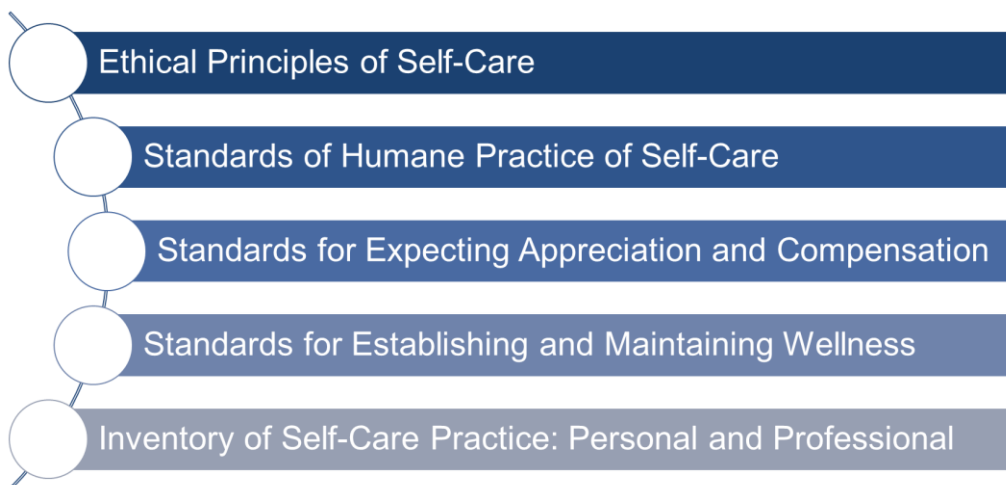 Ethical Principles of Self-Care
Standards of Humane Practice of Self-Care
Standards for Expecting Appreciation and Compensation
Standards for Establishing and Maintaining Wellness
Inventory of Self-Care Practice: Personal and Professional